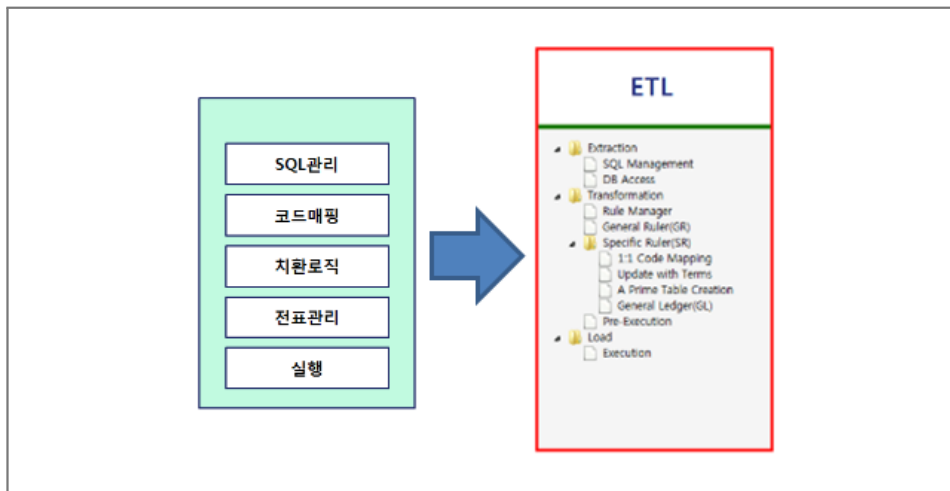 SQL관리
코드매핑
치환로직
전표관리
실행
ETL
Extraction
SQL Management
DB Access
Transformation
Rule Manager
General Ruler(GR)
Specific Ruler(SR)
1:1 Code Mapping
Update with Terms
A Prime Table Creation
General Ledger(GL)
Pre-Execution
Load
Execution